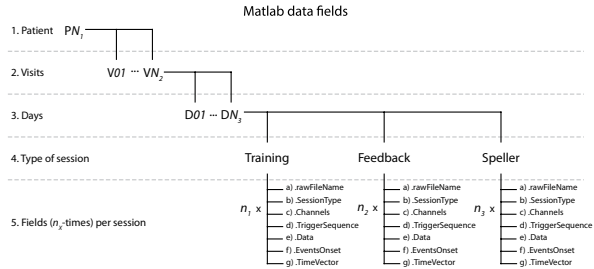 Matlab data fields
1. Patient PN1
2. Visits V01 ··· VN2
3. Days D01 ··· DN3
4. Type of session Training Feedback Speller
5. Fields (nx-times) per session
n1 x
a) .rawFileName
b) .SessionType
c) .Channels
d) .TriggerSequence
e) .Data
f) .EventsOnset
g) .TimeVector
n2 x
a) .rawFileName
b) .SessionType
c) .Channels
d) .TriggerSequence
e) .Data
f) .EventsOnset
g) .TimeVector
n3 x
a) .rawFileName
b) .SessionType
c) .Channels
d) .TriggerSequence
e) .Data
f) .EventsOnset
g) .TimeVector